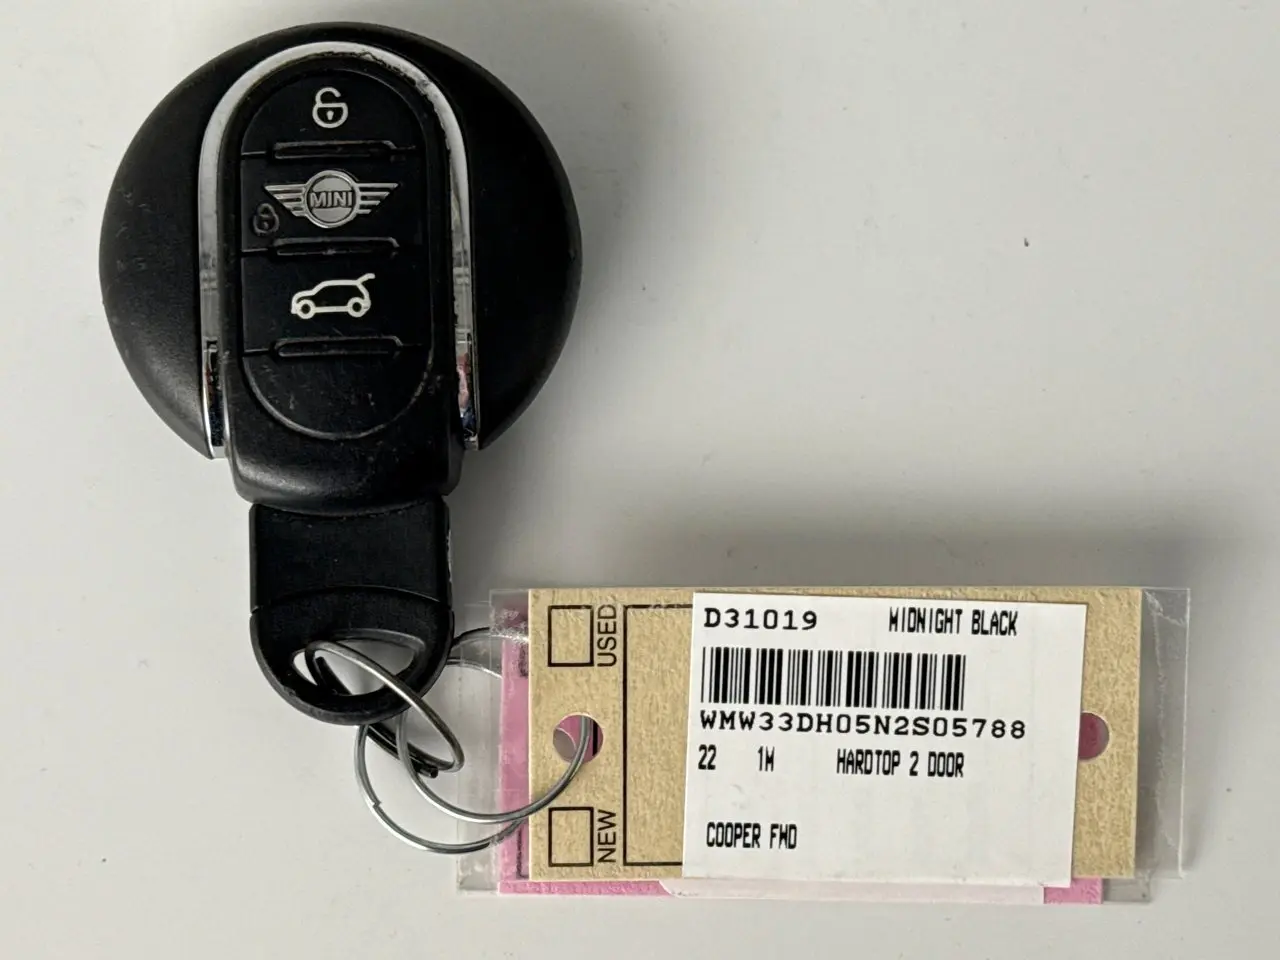 MINI
USED
NEW
D31019 MIDNIGHT BLACK
WMW33DH05N2S05788
22 1M HARDTOP 2 DOOR
COOPER FWD